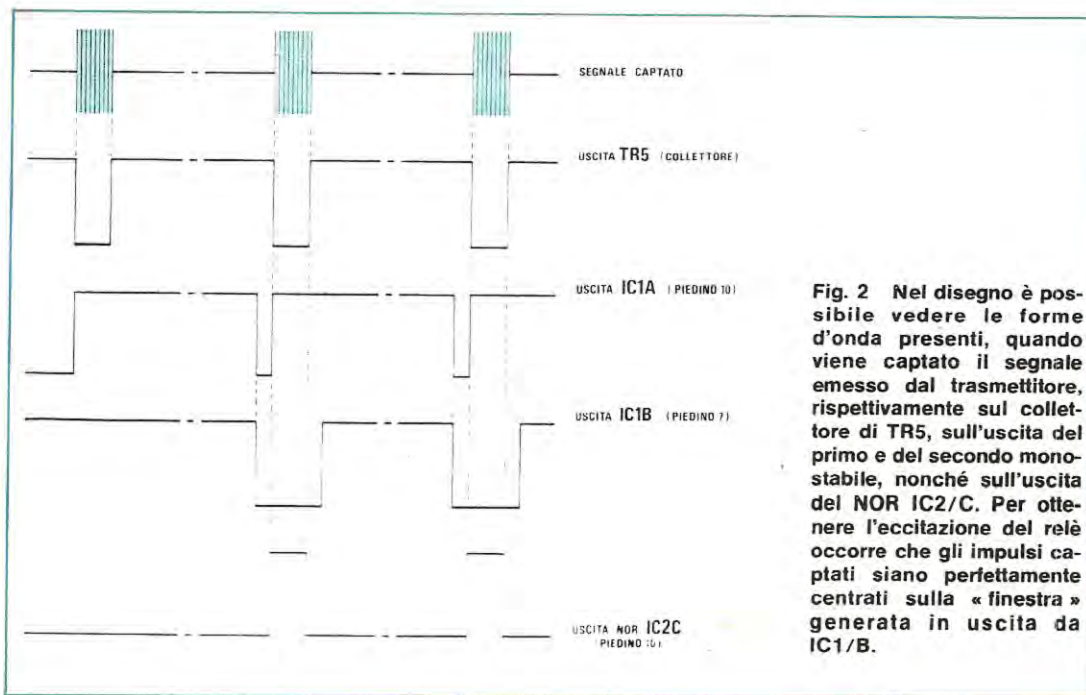 SEGNALE CAPTATO
USCITA TR5 (COLLETTORE)
USCITA IC1A (PIEDINO 10)
USCITA IC1B (PIEDINO 7)
USCITA NOR IC2C
(PIEDINO
Fig. 2 Nel disegno è pos-
sibile vedere le forme
d'onda presenti, quando
viene captato il segnale
emesso dal trasmettitore,
rispettivamente sul collet-
tore di TR5, sull'uscita del
primo e del secondo mono-
stabile, nonché sull'uscita
del NOR IC2/C. Per otte-
nere l'eccitazione del relè
occorre che gli impulsi ca-
ptati siano perfettamente
centrati sulla « finestra »
generata in uscita da
IC1/B.